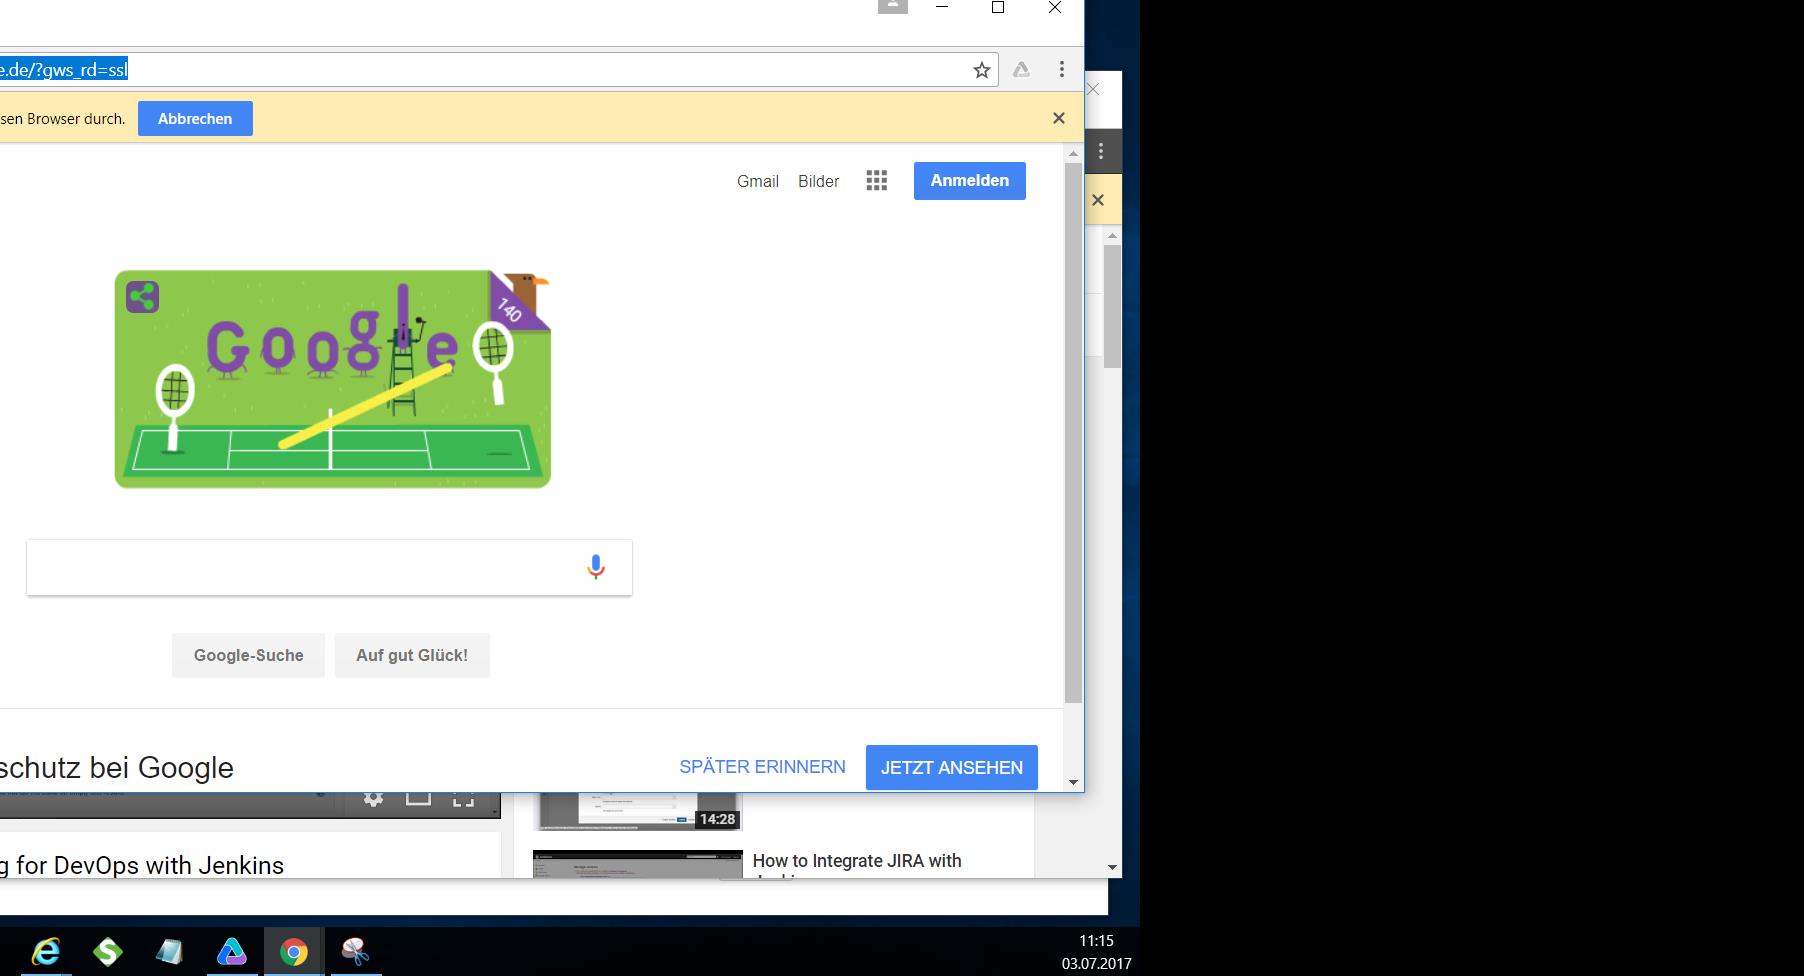 e.de/?gws_rd=ssl
sen Browser durch.
Abbrechen
Gmail
Bilder
Anmelden
140
Google
Google-Suche
Auf gut Glück!
schutz bei Google
SPÄTER ERINNERN
JETZT ANSEHEN
14:28
g for DevOps with Jenkins
How to Integrate JIRA with
11:15
03.07.2017